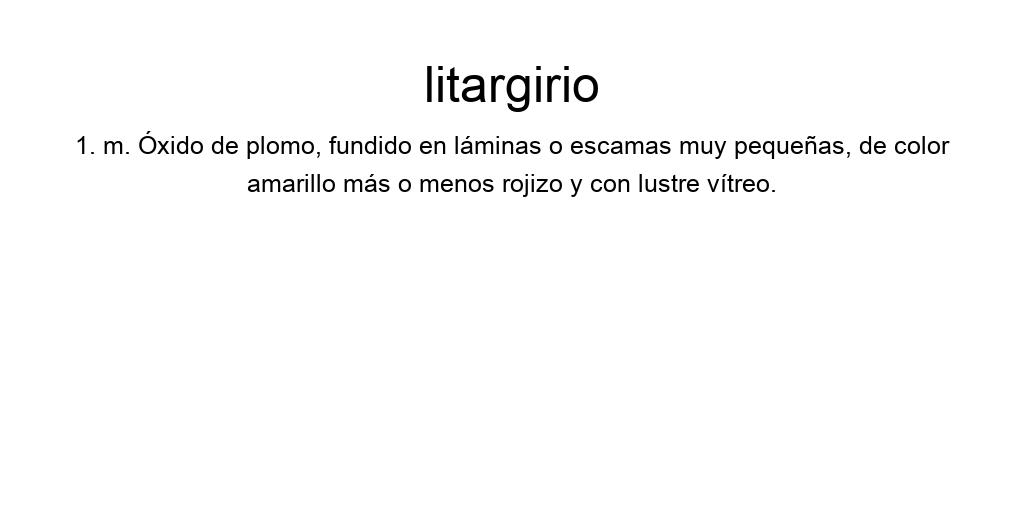 litargirio
1. m. Óxido de plomo, fundido en láminas o escamas muy pequeñas, de color
amarillo más o menos rojizo y con lustre vítreo.